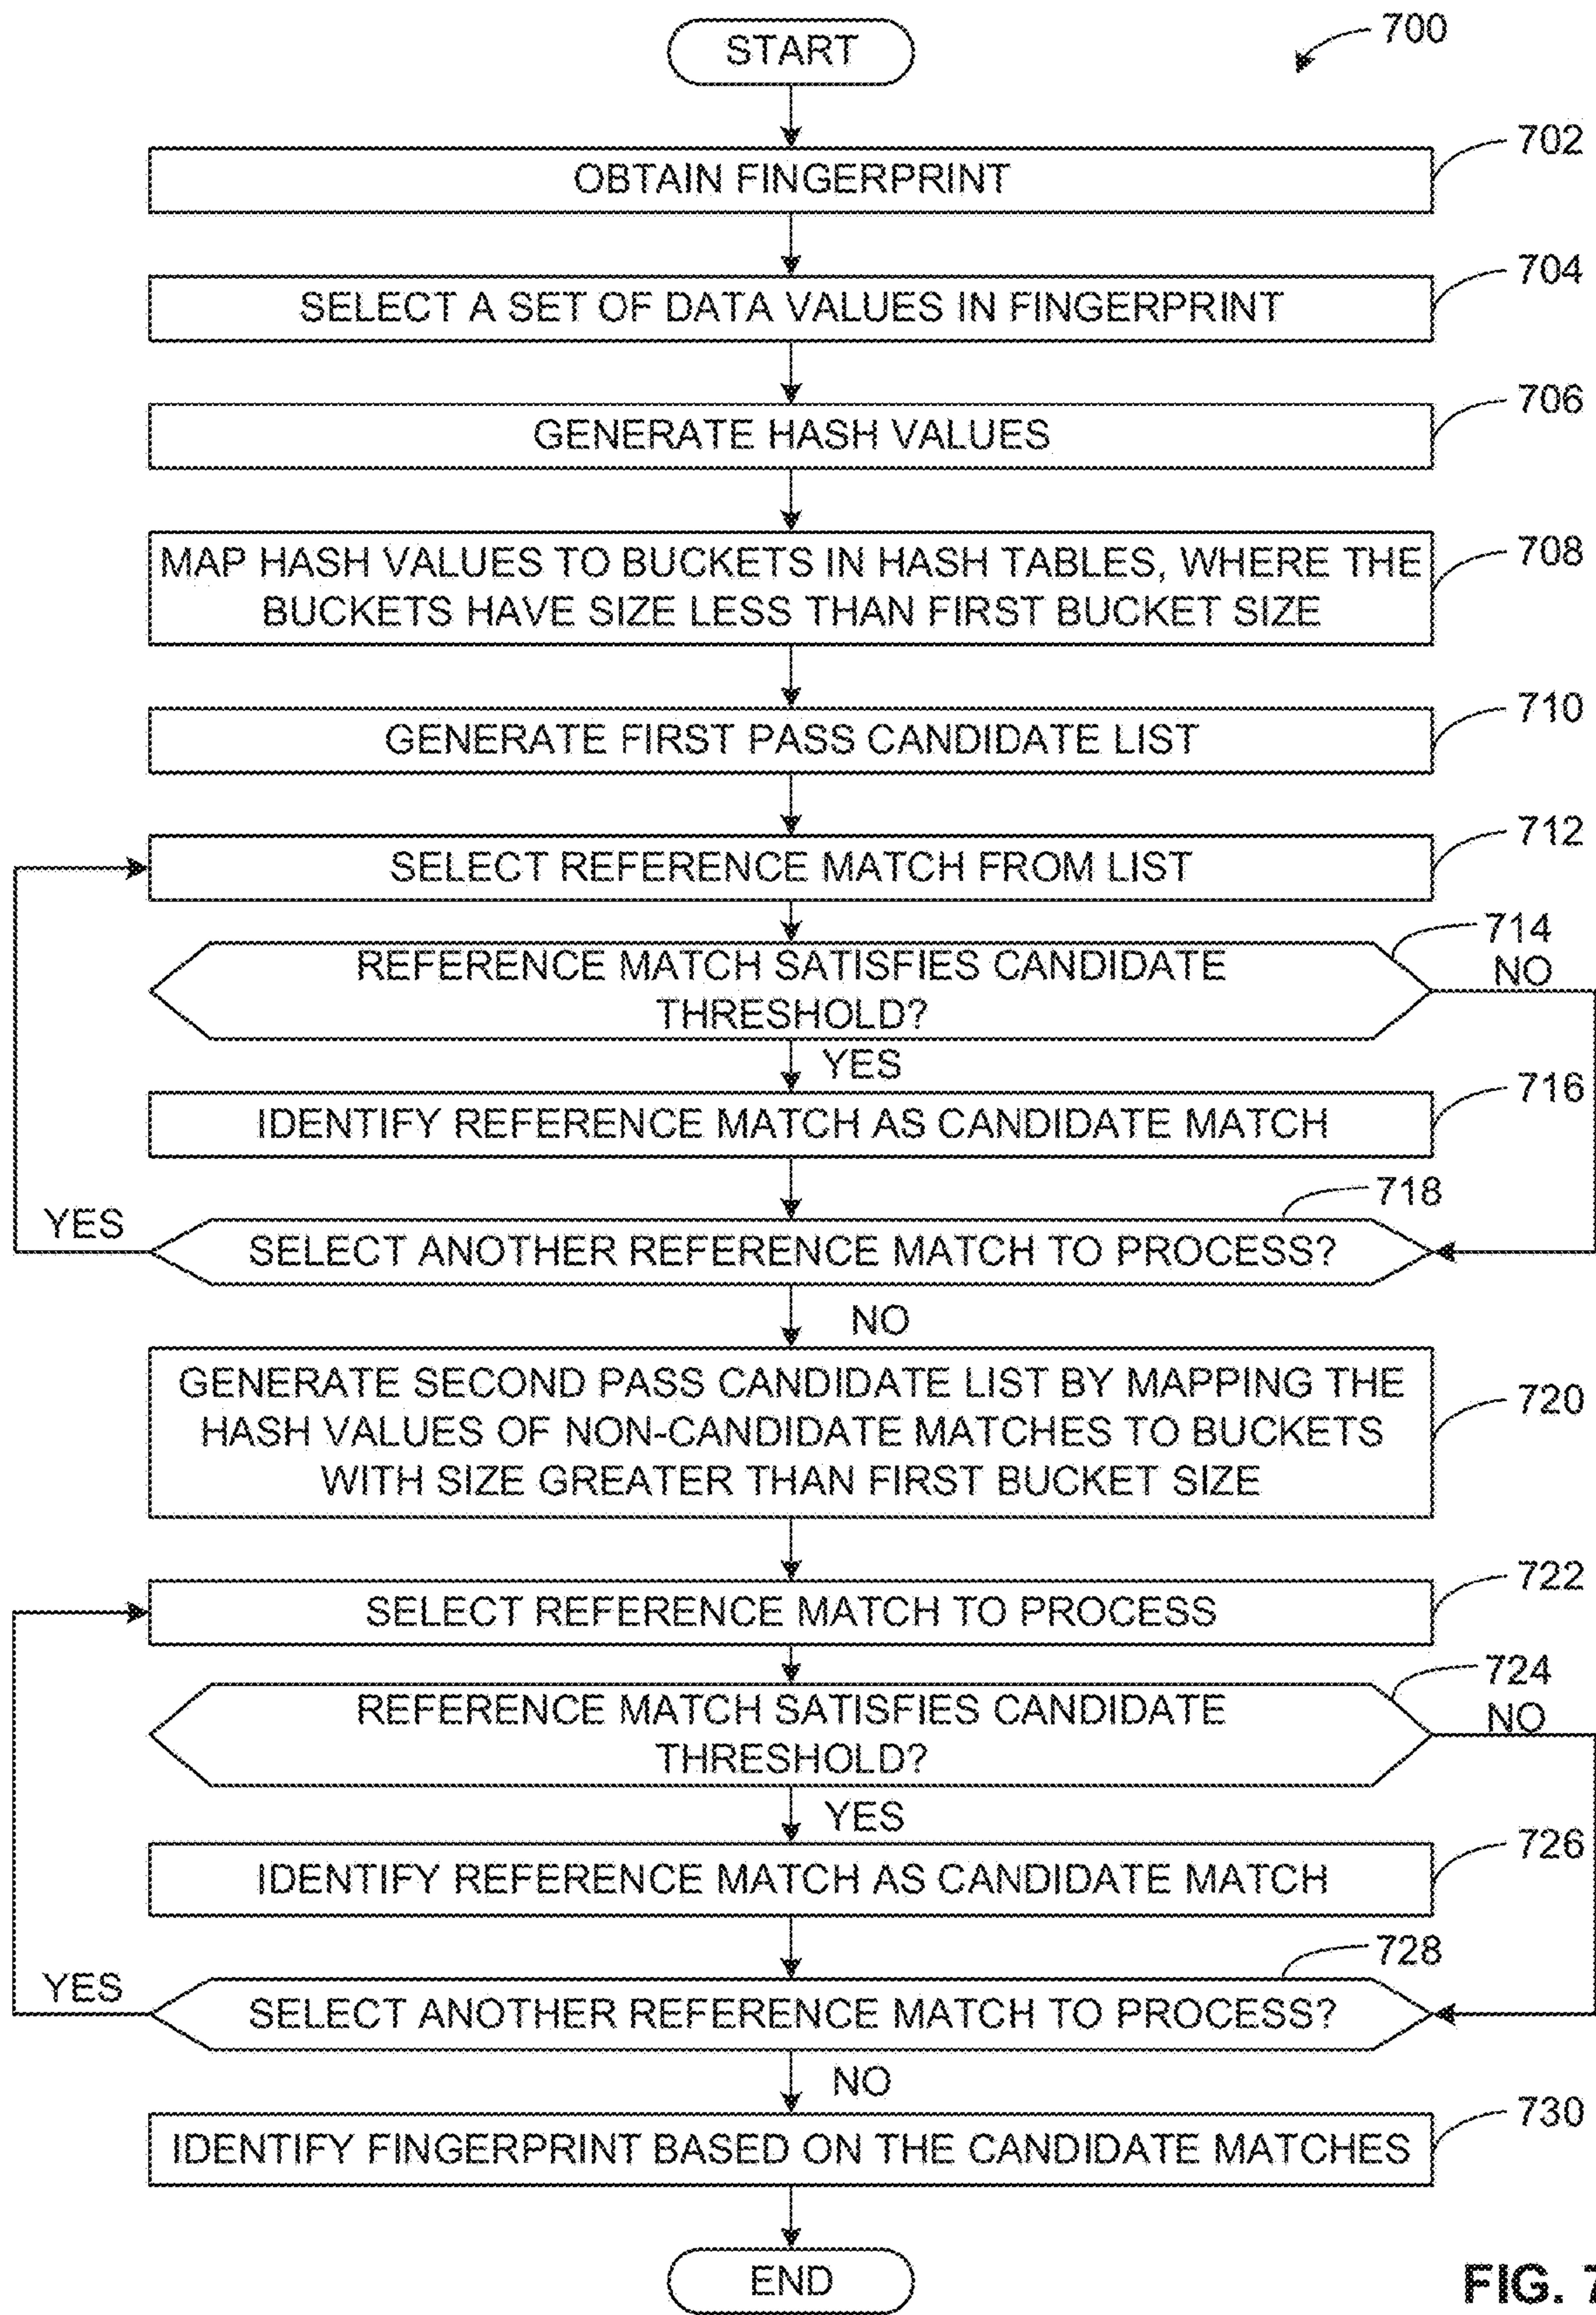 START
700
702
OBTAIN FINGERPRINT
704
SELECT A SET OF DATA VALUES IN FINGERPRINT
706
GENERATE HASH VALUES
708
MAP HASH VALUES TO BUCKETS IN HASH TABLES, WHERE THE
BUCKETS HAVE SIZE LESS THAN FIRST BUCKET SIZE
710
GENERATE FIRST PASS CANDIDATE LIST
712
SELECT REFERENCE MATCH FROM LIST
714
REFERENCE MATCH SATISFIES CANDIDATE
THRESHOLD?
NO
YES
716
IDENTIFY REFERENCE MATCH AS CANDIDATE MATCH
718
YES
SELECT ANOTHER REFERENCE MATCH TO PROCESS?
NO
GENERATE SECOND PASS CANDIDATE LIST BY MAPPING THE
HASH VALUES OF NON-CANDIDATE MATCHES TO BUCKETS
WITH SIZE GREATER THAN FIRST BUCKET SIZE
720
722
SELECT REFERENCE MATCH TO PROCESS
724
REFERENCE MATCH SATISFIES CANDIDATE
THRESHOLD?
NO
YES
726
IDENTIFY REFERENCE MATCH AS CANDIDATE MATCH
728
YES
SELECT ANOTHER REFERENCE MATCH TO PROCESS?
NO
730
IDENTIFY FINGERPRINT BASED ON THE CANDIDATE MATCHES
END
FIG. 7